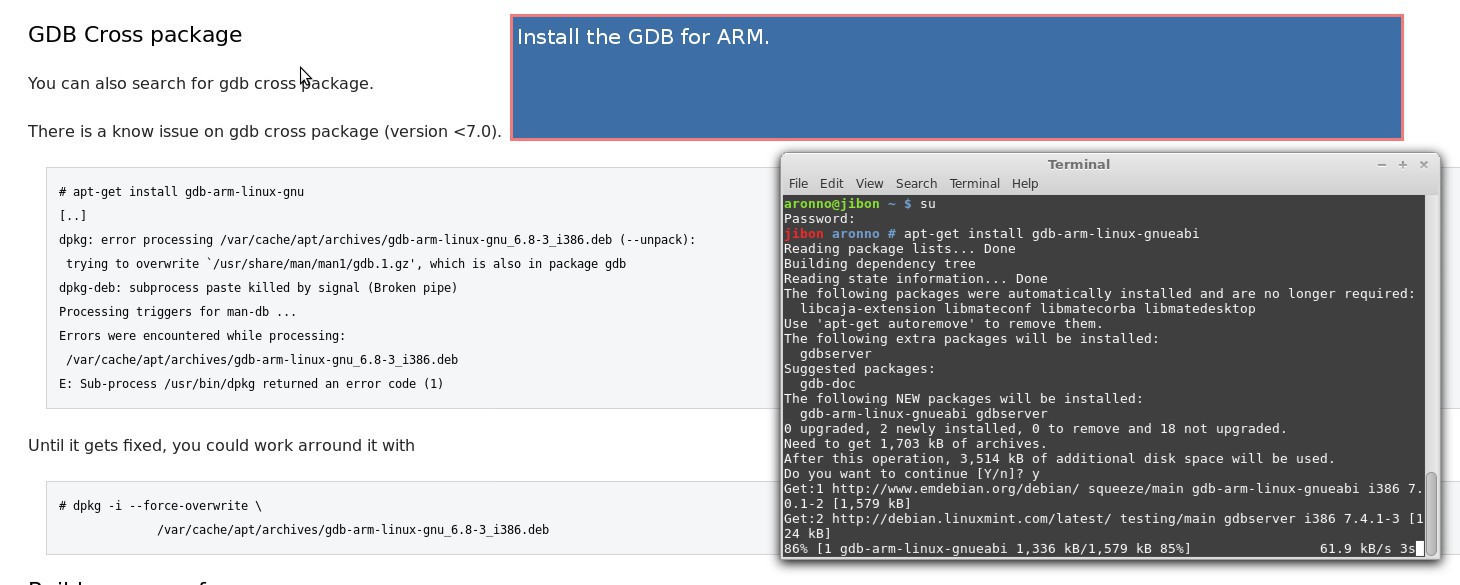 GDB Cross package
Install the GDB for ARM.
You can also search for gdb cross package.
There is a know issue on gdb cross package (version <7.0).
# apt-get install gdb-arm-linux-gnu
[..]
dpkg: error processing /var/cache/apt/archives/gdb-arm-linux-gnu_6.8-3_i386.deb (--unpack):
 trying to overwrite `/usr/share/man/man1/gdb.1.gz', which is also in package gdb
dpkg-deb: subprocess paste killed by signal (Broken pipe)
Processing triggers for man-db ...
Errors were encountered while processing:
 /var/cache/apt/archives/gdb-arm-linux-gnu_6.8-3_i386.deb
E: Sub-process /usr/bin/dpkg returned an error code (1)
Until it gets fixed, you could work arround it with
# dpkg -i --force-overwrite \
/var/cache/apt/archives/gdb-arm-linux-gnu_6.8-3_i386.deb
Terminal
File Edit View Search Terminal Help
aronno@jibon ~ $ su
Password:
jibon aronno # apt-get install gdb-arm-linux-gnueabi
Reading package lists... Done
Building dependency tree
Reading state information... Done
The following packages were automatically installed and are no longer required:
  libcaja-extension libmateconf libmatecorba libmatedesktop
Use 'apt-get autoremove' to remove them.
The following extra packages will be installed:
  gdbserver
Suggested packages:
  gdb-doc
The following NEW packages will be installed:
  gdb-arm-linux-gnueabi gdbserver
0 upgraded, 2 newly installed, 0 to remove and 18 not upgraded.
Need to get 1,703 kB of archives.
After this operation, 3,514 kB of additional disk space will be used.
Do you want to continue [Y/n]? y
Get:1 http://www.emdebian.org/debian/ squeeze/main gdb-arm-linux-gnueabi i386 7.
0.1-2 [1,579 kB]
Get:2 http://debian.linuxmint.com/latest/ testing/main gdbserver i386 7.4.1-3 [1
24 kB]
86% [1 gdb-arm-linux-gnueabi 1,336 kB/1,579 kB 85%] 61.9 kB/s 3s